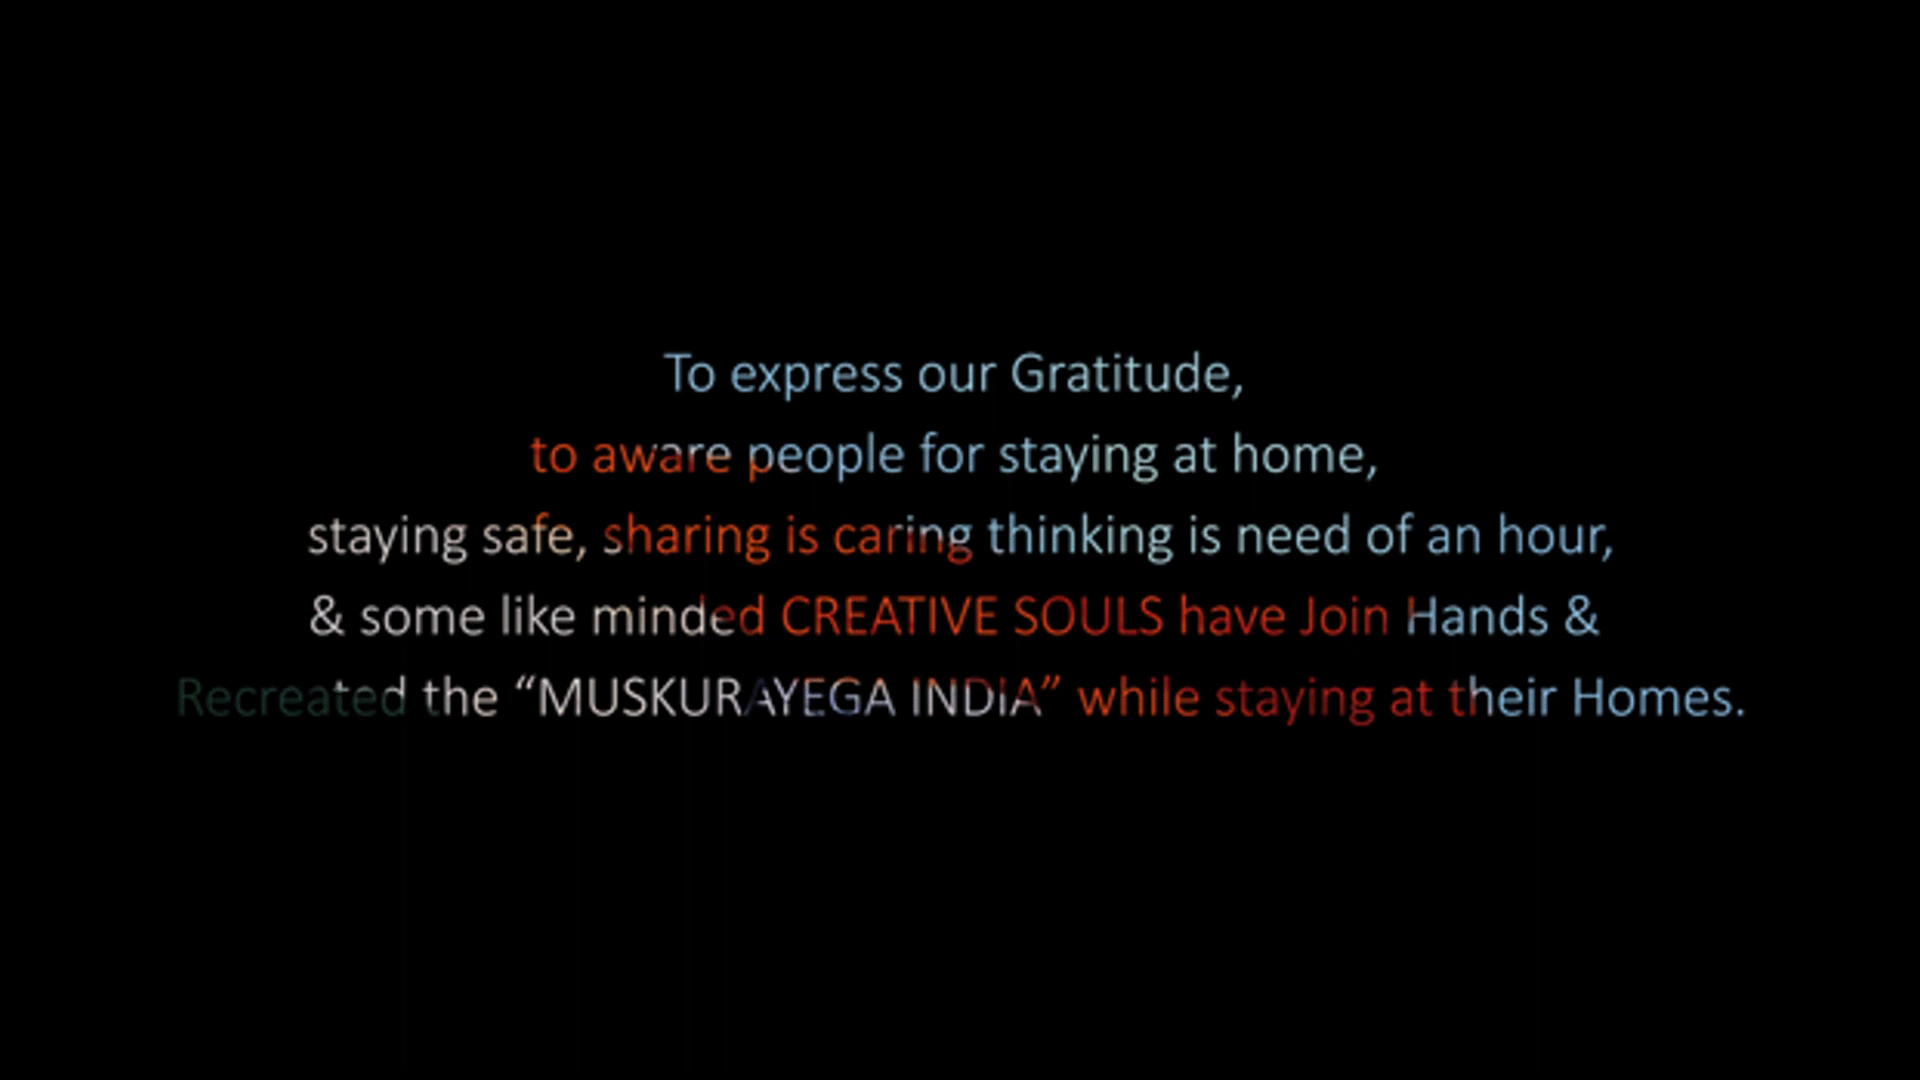 To express our Gratitude,
to aware people for staying at home,
staying safe, sharing is caring thinking is need of an hour,
& some like minded CREATIVE SOULS have Join Hands &
Recreated the “MUSKURAYEGA INDIA” while staying at their Homes.